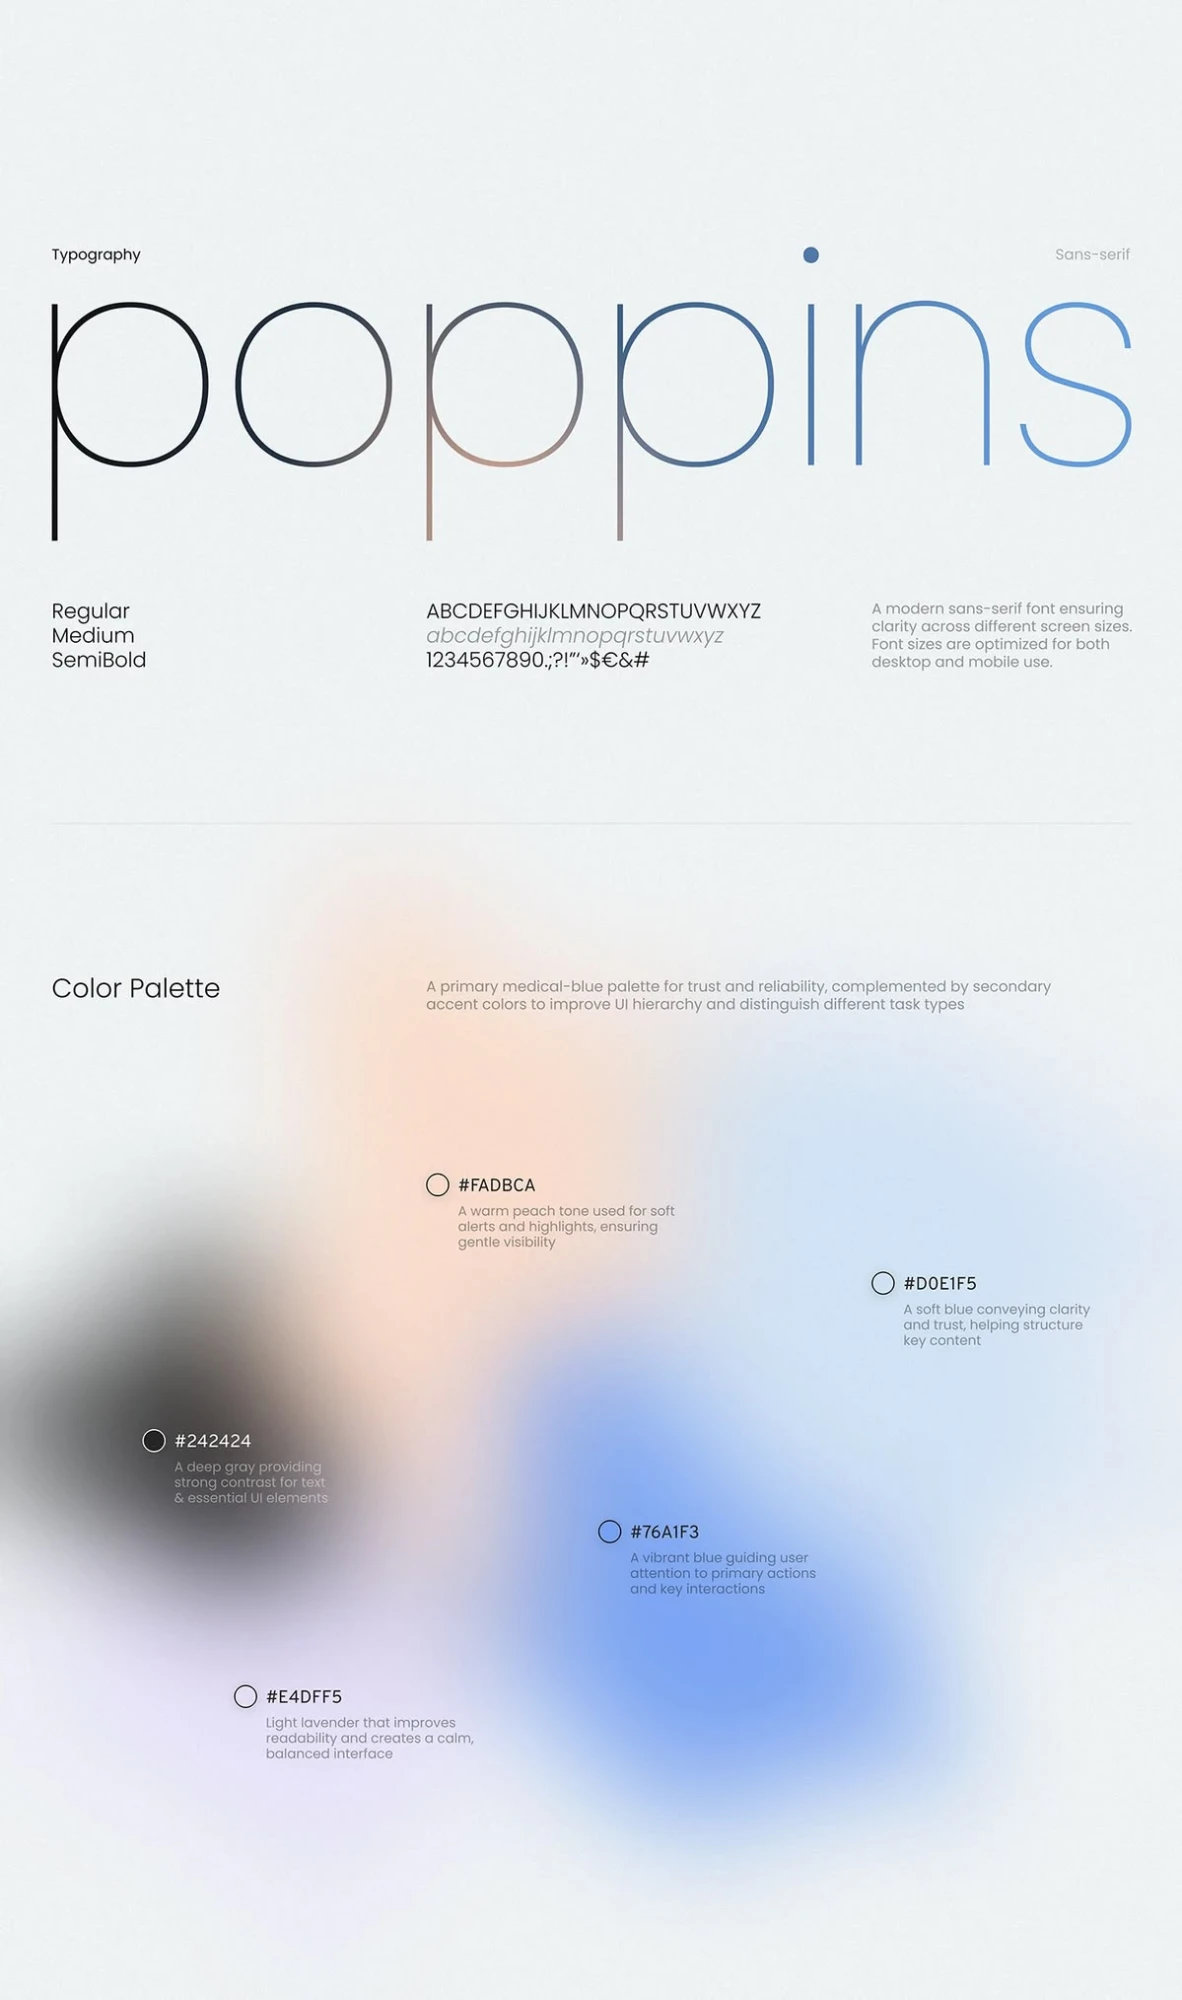 Typography
Sans-serif
poppins
Regular
Medium
SemiBold
ABCDEFGHIJKLMNOPQRSTUVWXYZ
abcdefghijklmnopqrstuvwxyz
1234567890.;?!”’»$€&#
A modern sans-serif font ensuring
clarity across different screen sizes.
Font sizes are optimized for both
desktop and mobile use.
Color Palette
A primary medical-blue palette for trust and reliability, complemented by secondary
accent colors to improve UI hierarchy and distinguish different task types
#FADBCA
A warm peach tone used for soft
alerts and highlights, ensuring
gentle visibility
#D0E1F5
A soft blue conveying clarity
and trust, helping structure
key content
#242424
A deep gray providing
strong contrast for text
& essential UI elements
#76A1F3
A vibrant blue guiding user
attention to primary actions
and key interactions
#E4DFF5
Light lavender that improves
readability and creates a calm,
balanced interface